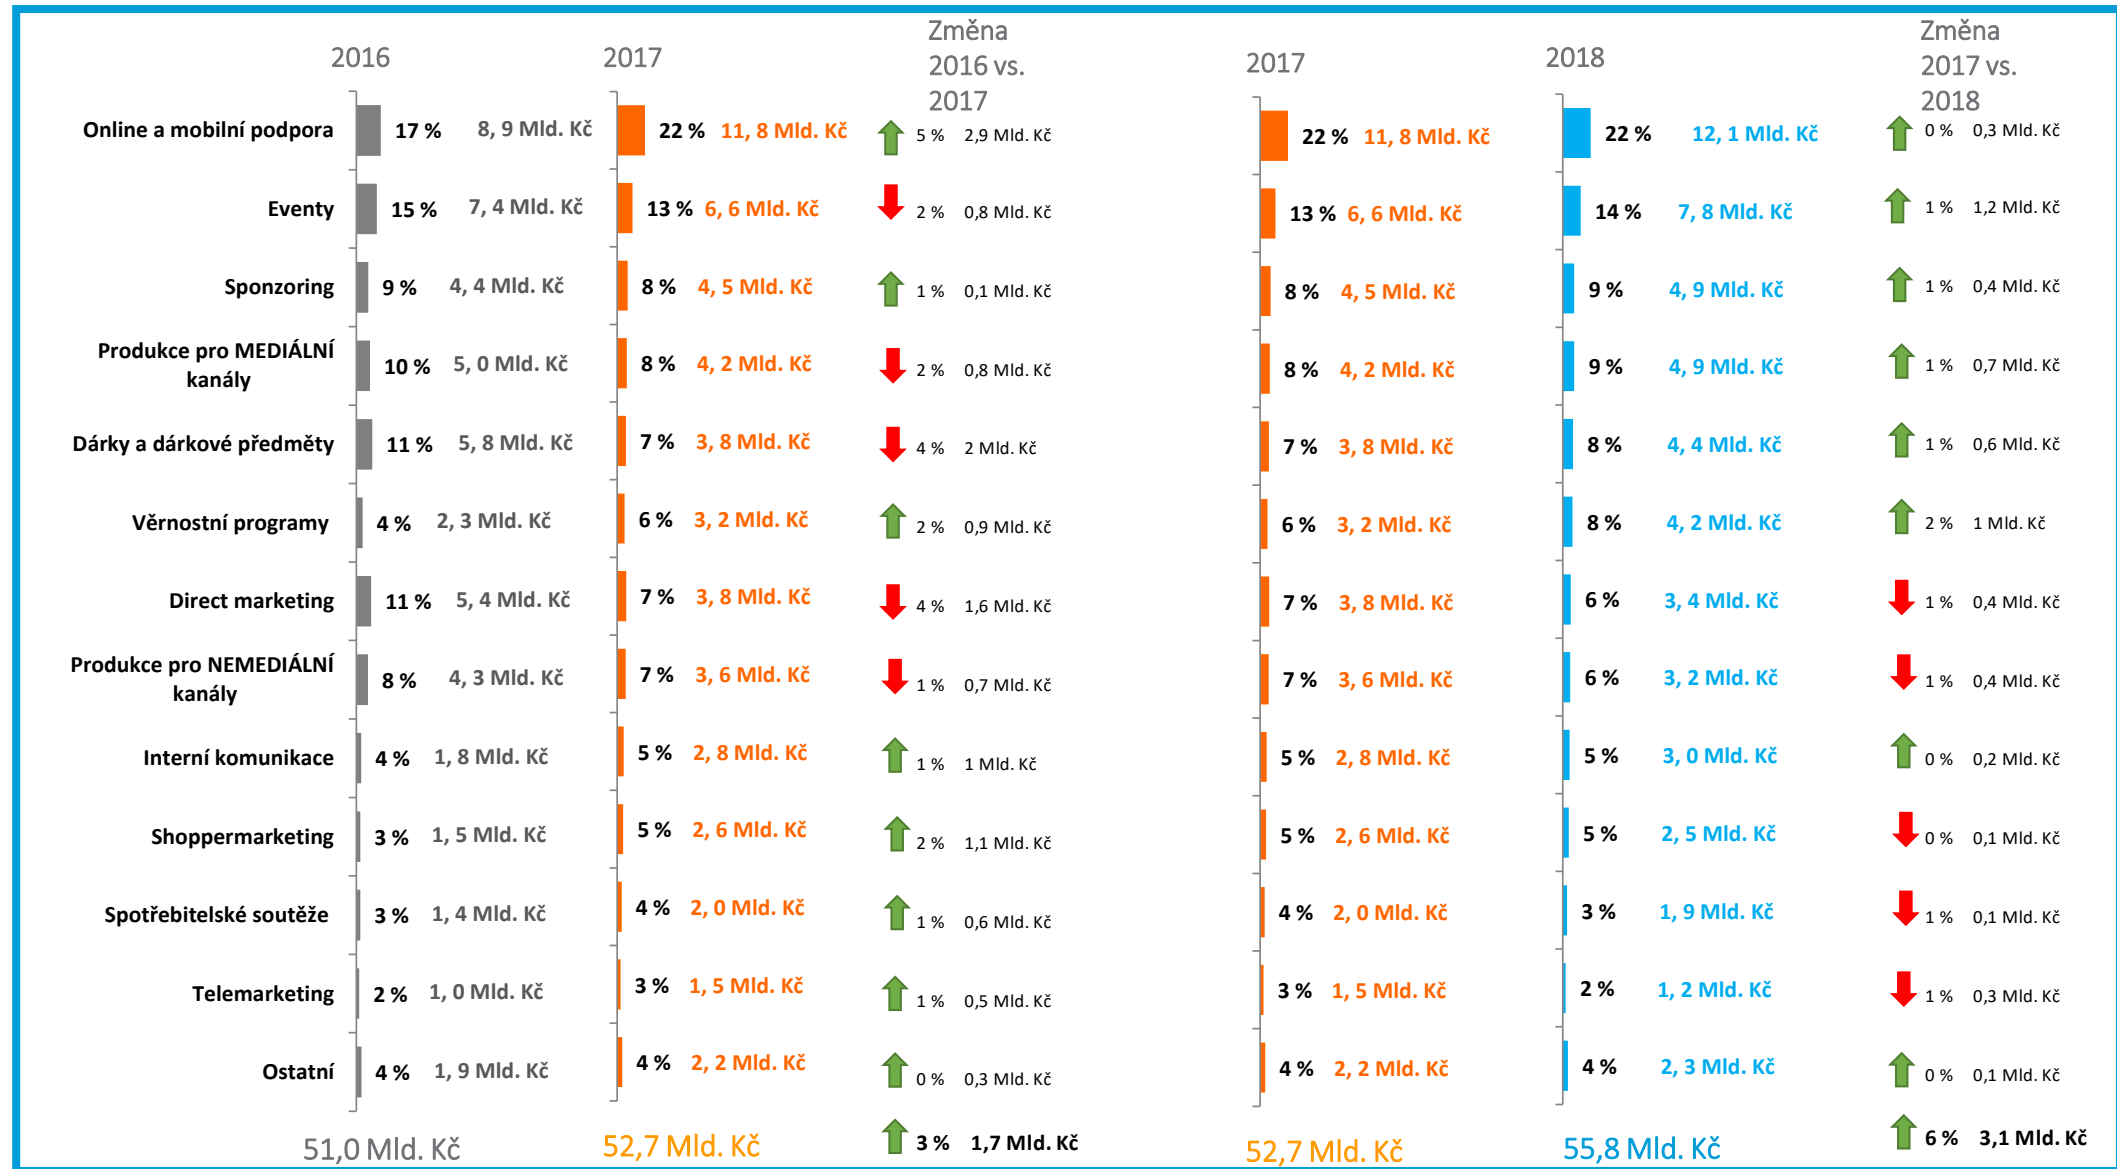 2016 2017 Změna 2016 vs. 2017 2017 2018 Změna 2017 vs. 2018
Online a mobilní podpora 17 % 8, 9 Mld. Kč 22 % 11, 8 Mld. Kč 5 % 2,9 Mld. Kč 22 % 11, 8 Mld. Kč 22 % 12, 1 Mld. Kč 0 % 0,3 Mld. Kč
Eventy 15 % 7, 4 Mld. Kč 13 % 6, 6 Mld. Kč 2 % 0,8 Mld. Kč 13 % 6, 6 Mld. Kč 14 % 7, 8 Mld. Kč 1 % 1,2 Mld. Kč
Sponzoring 9 % 4, 4 Mld. Kč 8 % 4, 5 Mld. Kč 1 % 0,1 Mld. Kč 8 % 4, 5 Mld. Kč 9 % 4, 9 Mld. Kč 1 % 0,4 Mld. Kč
Produkce pro MEDIÁLNÍ kanály 10 % 5, 0 Mld. Kč 8 % 4, 2 Mld. Kč 2 % 0,8 Mld. Kč 8 % 4, 2 Mld. Kč 9 % 4, 9 Mld. Kč 1 % 0,7 Mld. Kč
Dárky a dárkové předměty 11 % 5, 8 Mld. Kč 7 % 3, 8 Mld. Kč 4 % 2 Mld. Kč 7 % 3, 8 Mld. Kč 8 % 4, 4 Mld. Kč 1 % 0,6 Mld. Kč
Věrnostní programy 4 % 2, 3 Mld. Kč 6 % 3, 2 Mld. Kč 2 % 0,9 Mld. Kč 6 % 3, 2 Mld. Kč 8 % 4, 2 Mld. Kč 2 % 1 Mld. Kč
Direct marketing 11 % 5, 4 Mld. Kč 7 % 3, 8 Mld. Kč 4 % 1,6 Mld. Kč 7 % 3, 8 Mld. Kč 6 % 3, 4 Mld. Kč 1 % 0,4 Mld. Kč
Produkce pro NEMEDIÁLNÍ kanály 8 % 4, 3 Mld. Kč 7 % 3, 6 Mld. Kč 1 % 0,7 Mld. Kč 7 % 3, 6 Mld. Kč 6 % 3, 2 Mld. Kč 1 % 0,4 Mld. Kč
Interní komunikace 4 % 1, 8 Mld. Kč 5 % 2, 8 Mld. Kč 1 % 1 Mld. Kč 5 % 2, 8 Mld. Kč 5 % 3, 0 Mld. Kč 0 % 0,2 Mld. Kč
Shoppermarketing 3 % 1, 5 Mld. Kč 5 % 2, 6 Mld. Kč 2 % 1,1 Mld. Kč 5 % 2, 6 Mld. Kč 5 % 2, 5 Mld. Kč 0 % 0,1 Mld. Kč
Spotřebitelské soutěže 3 % 1, 4 Mld. Kč 4 % 2, 0 Mld. Kč 1 % 0,6 Mld. Kč 4 % 2, 0 Mld. Kč 3 % 1, 9 Mld. Kč 1 % 0,1 Mld. Kč
Telemarketing 2 % 1, 0 Mld. Kč 3 % 1, 5 Mld. Kč 1 % 0,5 Mld. Kč 3 % 1, 5 Mld. Kč 2 % 1, 2 Mld. Kč 1 % 0,3 Mld. Kč
Ostatní 4 % 1, 9 Mld. Kč 4 % 2, 2 Mld. Kč 0 % 0,3 Mld. Kč 4 % 2, 2 Mld. Kč 4 % 2, 3 Mld. Kč 0 % 0,1 Mld. Kč
51,0 Mld. Kč 52,7 Mld. Kč 3 % 1,7 Mld. Kč 52,7 Mld. Kč 55,8 Mld. Kč 6 % 3,1 Mld. Kč